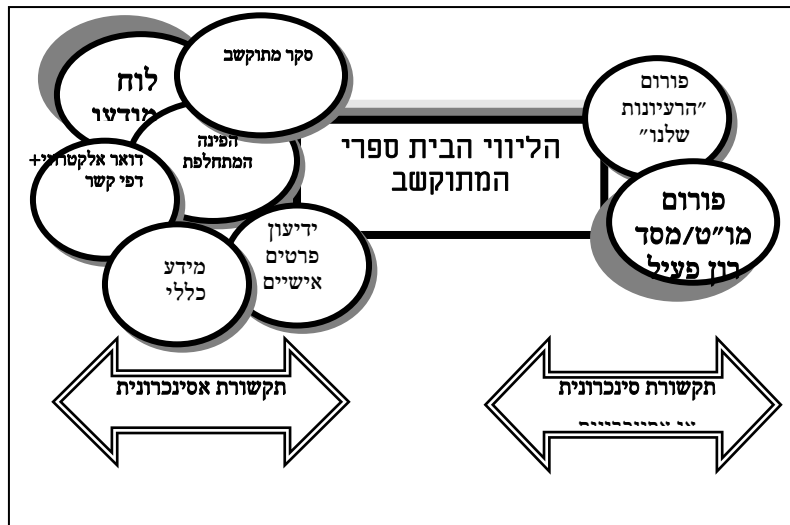 הליווי הבית ספרי
המתוקשב
פורום
״הרעיונות
שלנו״
פורום
מו״ט/מסד
רון פעיל
סקר מתוקשב
לוח
הפינה
המתחלפת
דואר אלקטרוני+
דפי קשר
ידיעון
פרטים
אישיים
מידע
כללי
תקשורת סינכרונית
תקשורת אסינכרונית